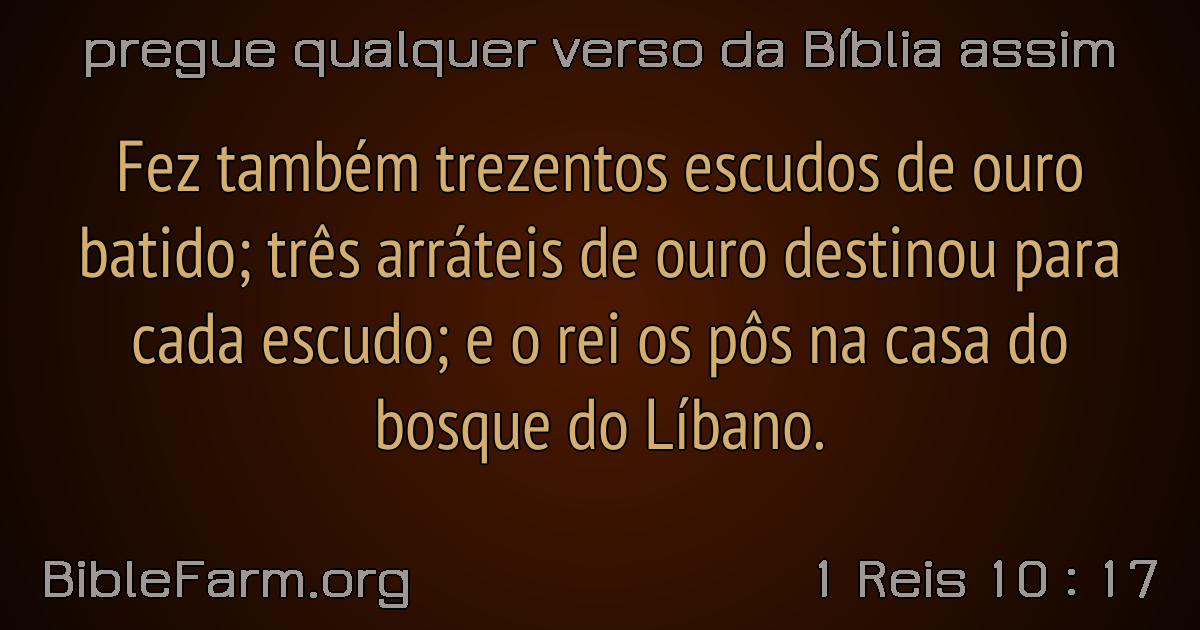 pregue qualquer verso da Bíblia assim
Fez também trezentos escudos de ouro
batido; três arráteis de ouro destinou para
cada escudo; e o rei os pôs na casa do
bosque do Líbano.
BibleFarm.org
1 Reis 10 : 17